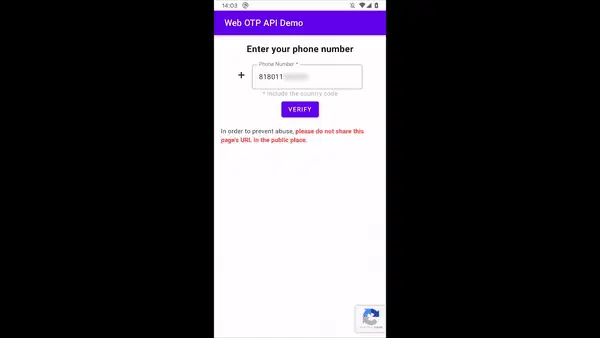 14:03
Web OTP API Demo
Enter your phone number
Phone Number *
+ 818011
* Include the country code
VERIFY
In order to prevent abuse, please do not share this
page's URL in the public place.